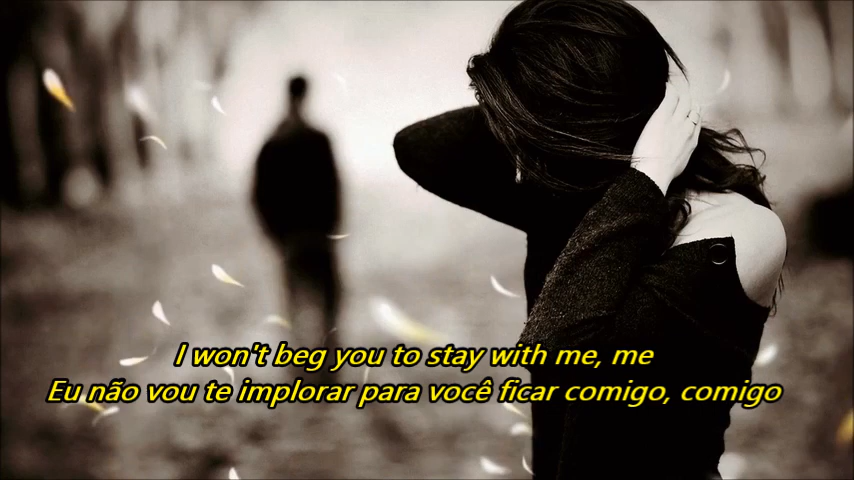 I won't beg you to stay with me, me
Eu não vou te implorar para você ficar comigo, comigo